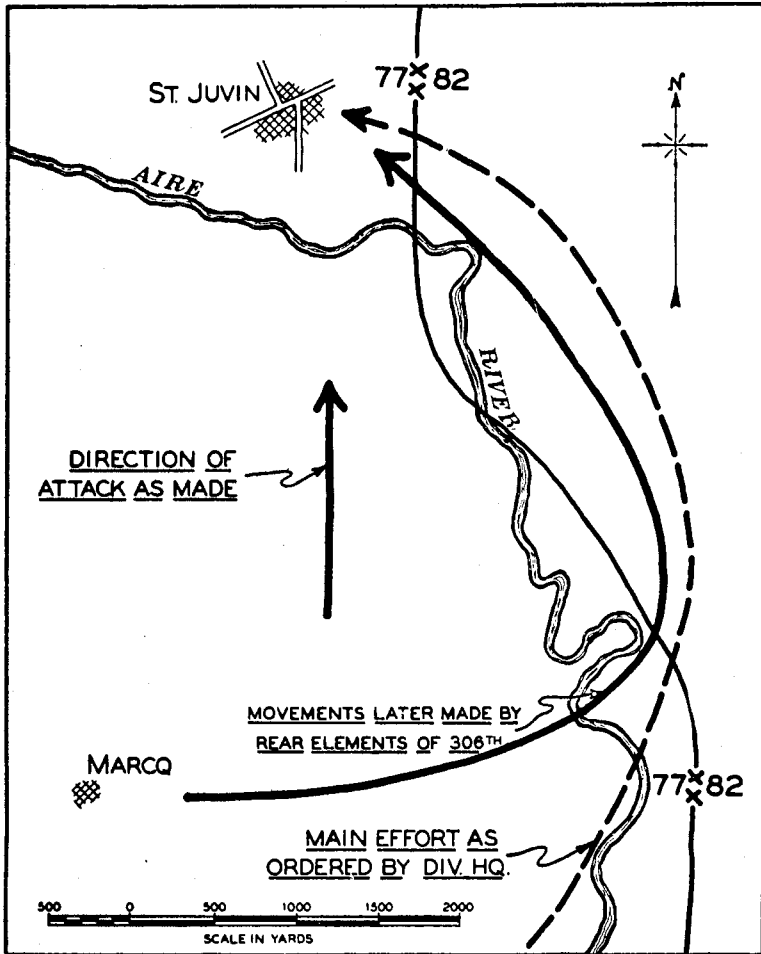 77 82
ST. JUVIN
N
AIRE
RIVER
DIRECTION OF
ATTACK AS MADE
MOVEMENTS LATER MADE BY
REAR ELEMENTS OF 306TH
MARCQ
77 82
MAIN EFFORT AS
ORDERED BY DIV. HQ.
500 0 500 1000 1500 2000
SCALE IN YARDS